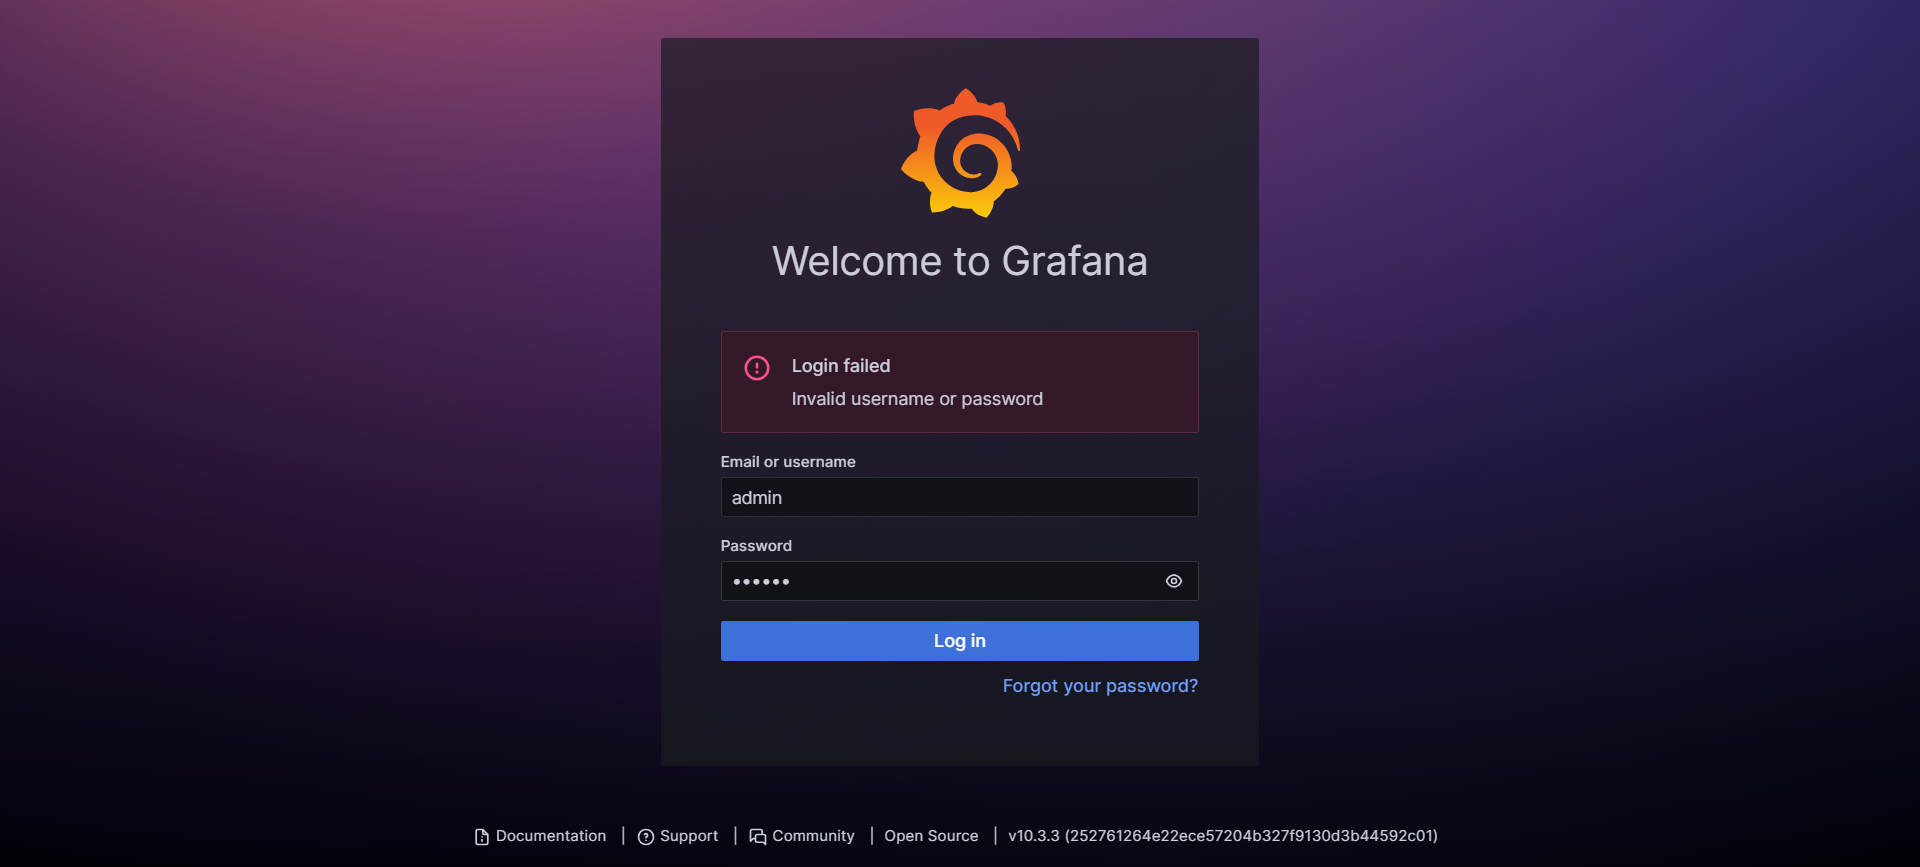 Welcome to Grafana
Login failed
Invalid username or password
Email or username
admin
Password
••••••
Log in
Forgot your password?
Documentation | Support | Community | Open Source | v10.3.3 (252761264e22ece57204b327f9130d3b44592c01)